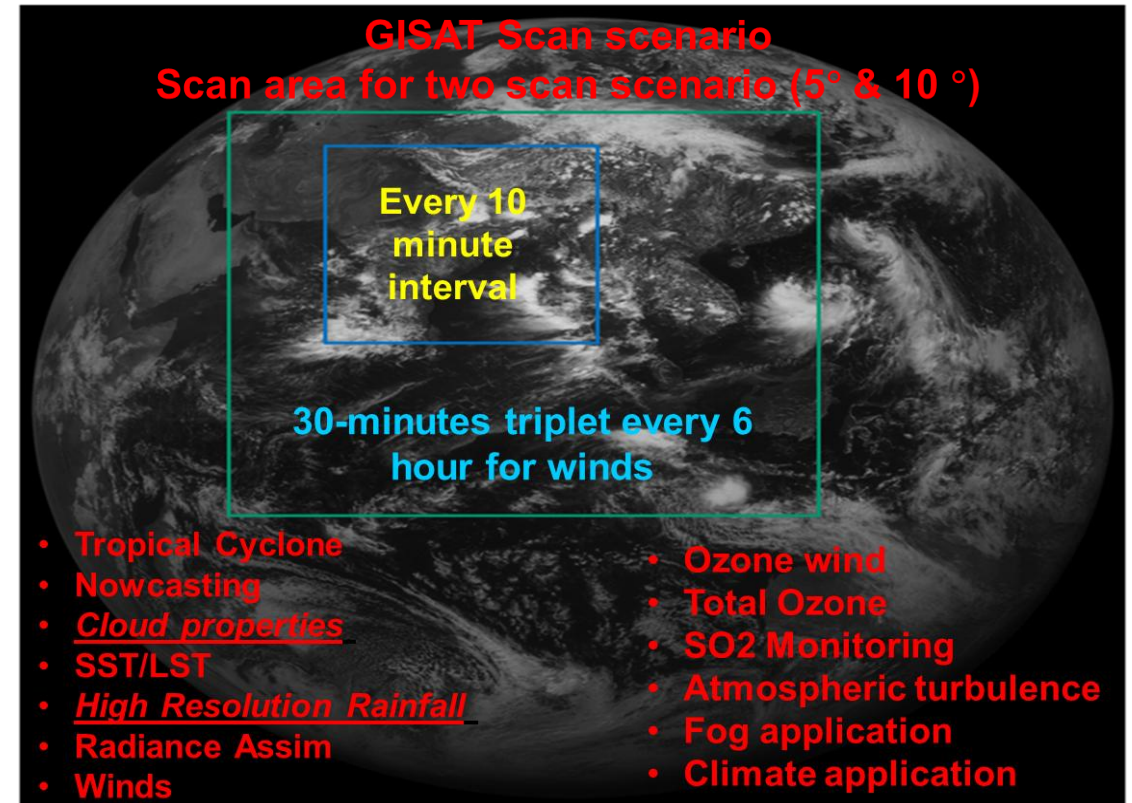 GISAT Scan scenario
Scan area for two scan scenario (5° & 10 °)
Every 10
minute
interval
30-minutes triplet every 6
hour for winds
• Tropical Cyclone
• Nowcasting
• Cloud properties
• SST/LST
• High Resolution Rainfall
• Radiance Assim
• Winds
• Ozone wind
• Total Ozone
• SO2 Monitoring
• Atmospheric turbulence
• Fog application
• Climate application